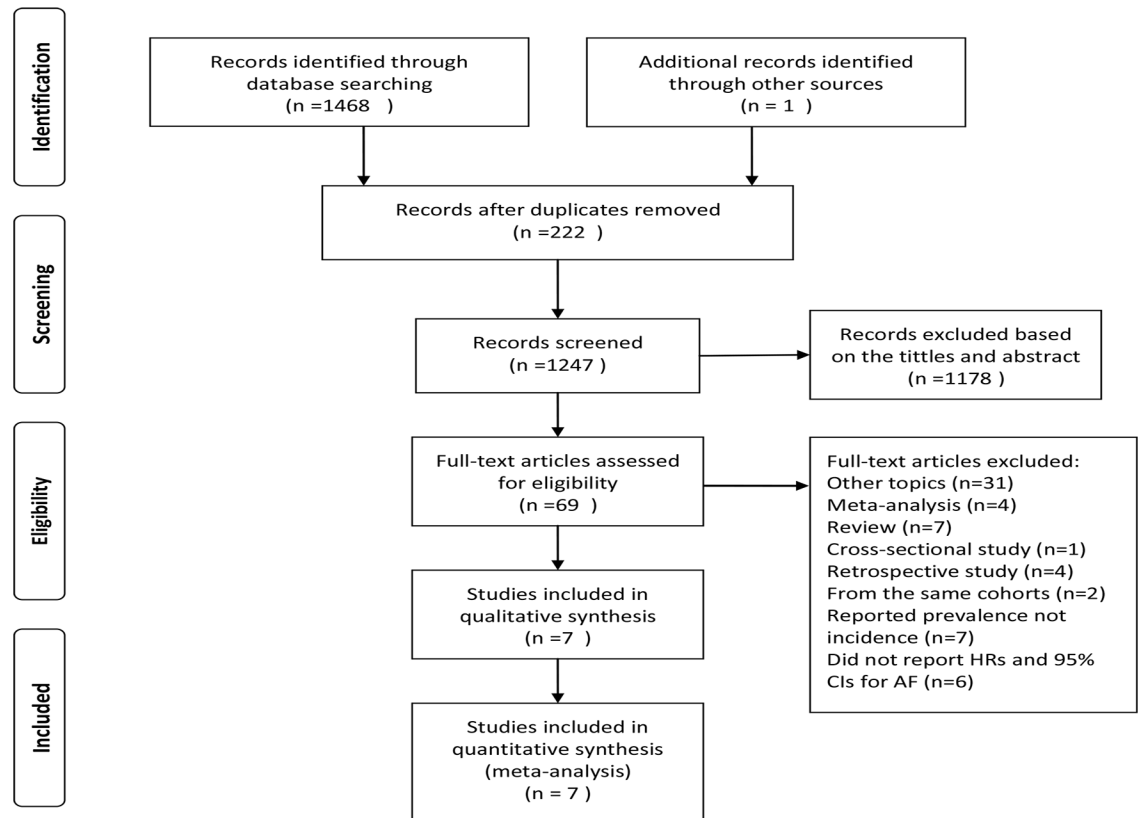 Identification
Records identified through
database searching
(n =1468 )
Additional records identified
through other sources
(n = 1 )
Records after duplicates removed
(n =222 )
Screening
Records screened
(n =1247 )
Records excluded based
on the tittles and abstract
(n =1178 )
Eligibility
Full-text articles assessed
for eligibility
(n =69 )
Full-text articles excluded:
Other topics (n=31)
Meta-analysis (n=4)
Review (n=7)
Cross-sectional study (n=1)
Retrospective study (n=4)
From the same cohorts (n=2)
Reported prevalence not
incidence (n=7)
Did not report HRs and 95%
CIs for AF (n=6)
Studies included in
qualitative synthesis
(n =7 )
Included
Studies included in
quantitative synthesis
(meta-analysis)
(n = 7 )